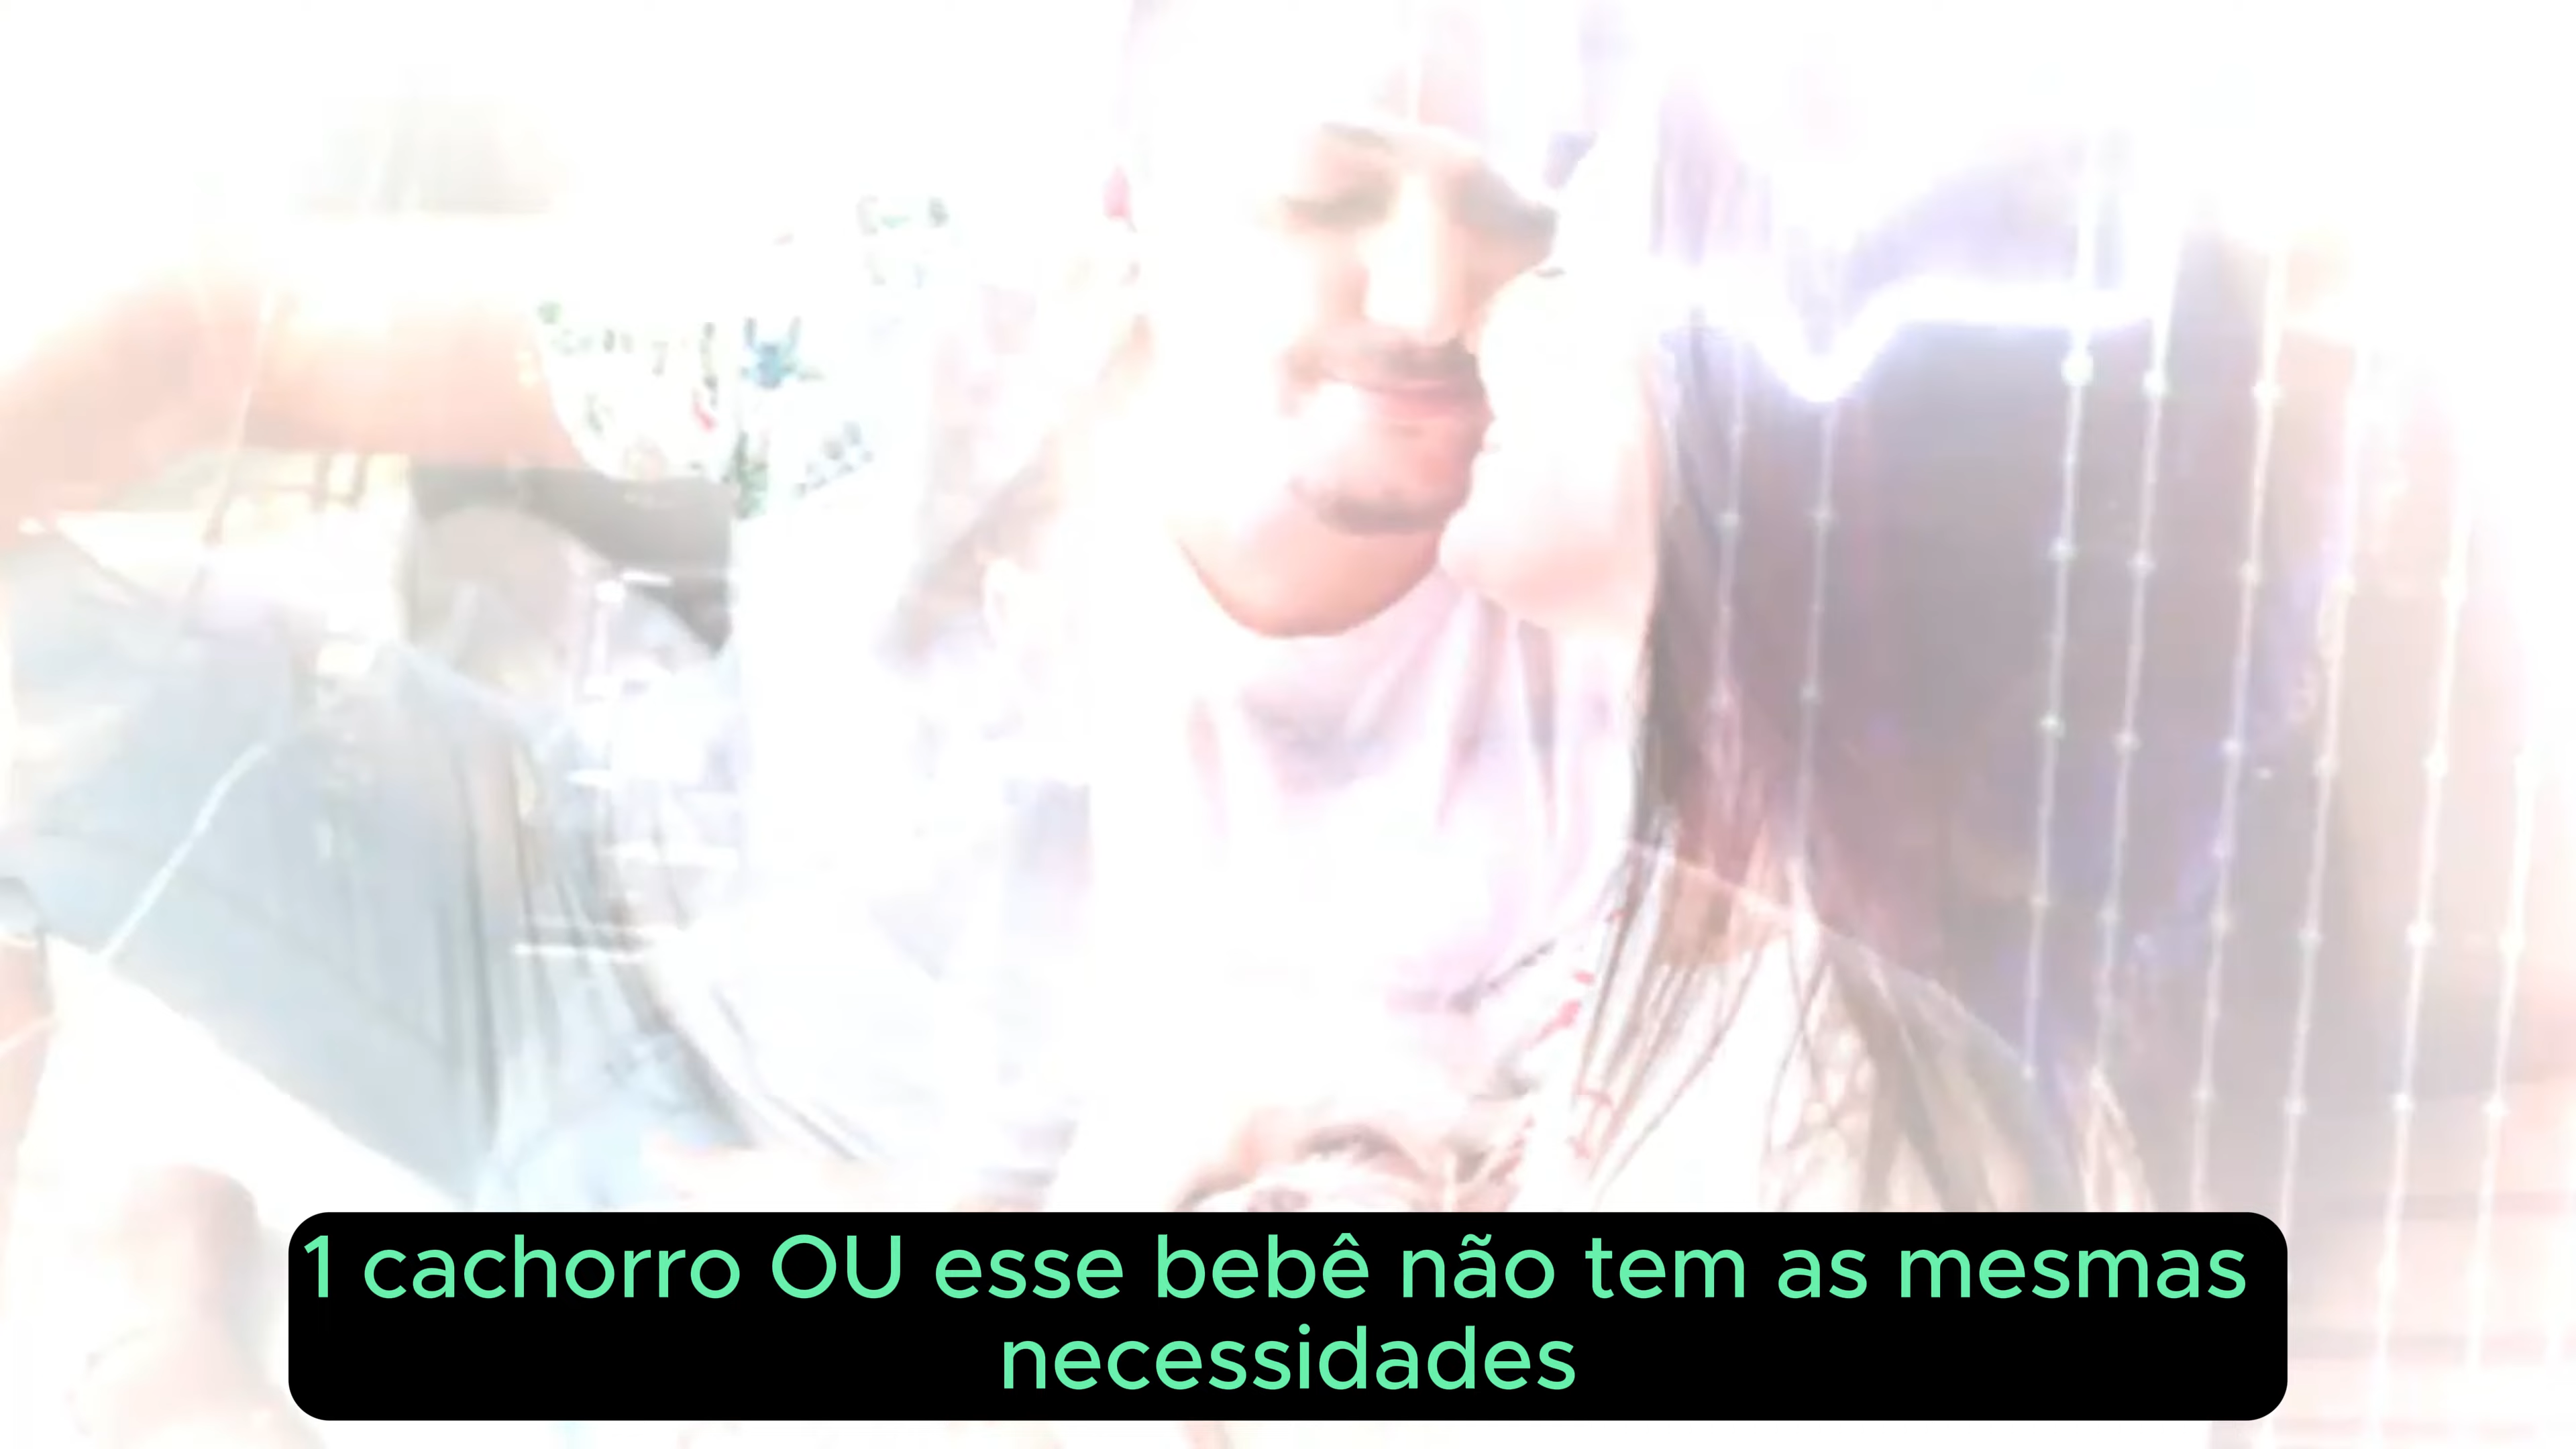 1 cachorro OU esse bebê não tem as mesmas
necessidades